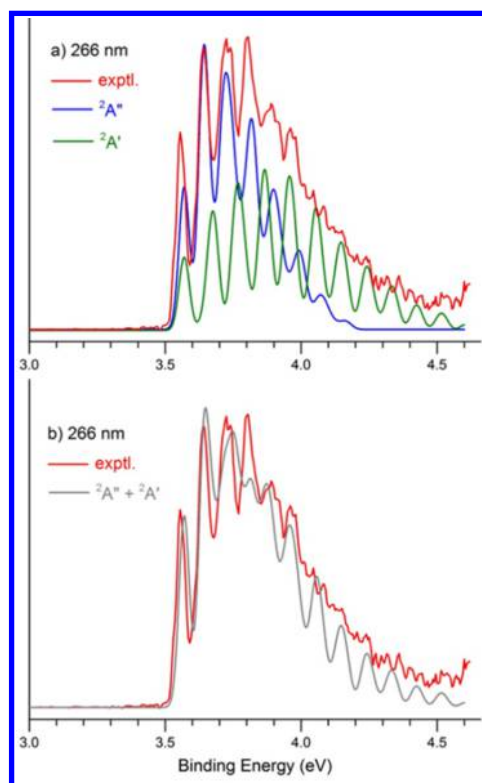 a) 266 nm
exptl.
²A"
²A'
3.0 3.5 4.0 4.5
b) 266 nm
exptl.
²A" + ²A'
3.0 3.5 4.0 4.5
Binding Energy (eV)